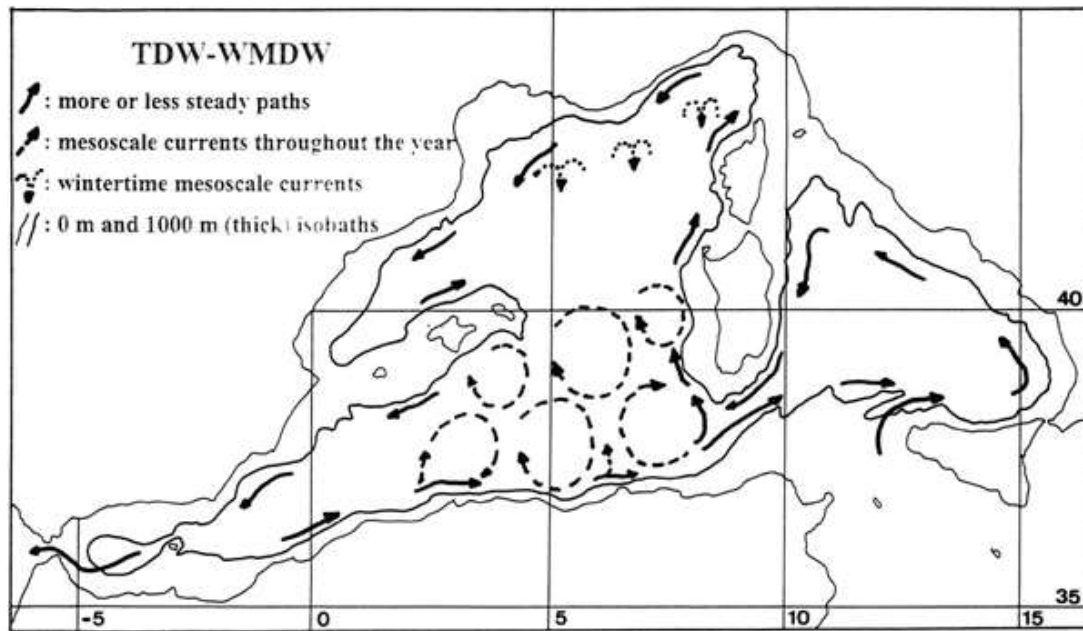 TDW-WMDW
: more or less steady paths
: mesoscale currents throughout the year
: wintertime mesoscale currents
: 0 m and 1000 m (thick) isobaths
40
35
-5 0 5 10 15